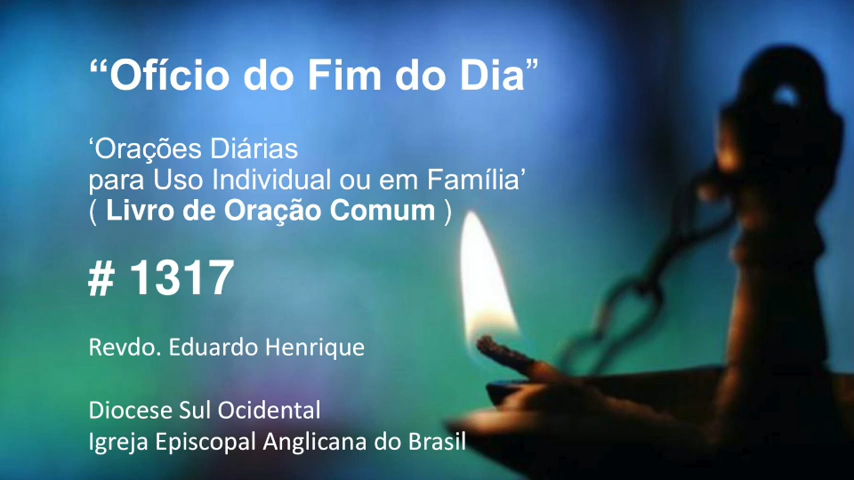 “Ofício do Fim do Dia”
‘Orações Diárias
para Uso Individual ou em Família’
( Livro de Oração Comum )
# 1317
Revdo. Eduardo Henrique
Diocese Sul Ocidental
Igreja Episcopal Anglicana do Brasil